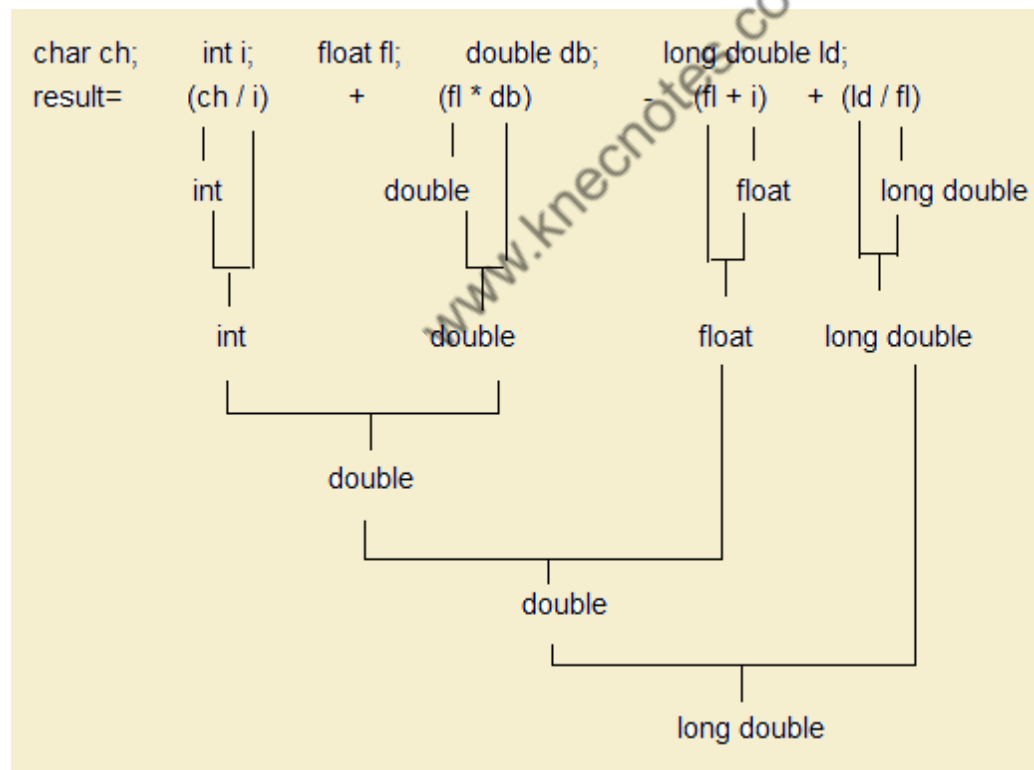 char ch; int i; float fl; double db; long double ld;
result= (ch / i) + (fl * db) - (fl + i) + (ld / fl)
int double float long double
int double float long double
double
double
long double
www.knecnotes.co